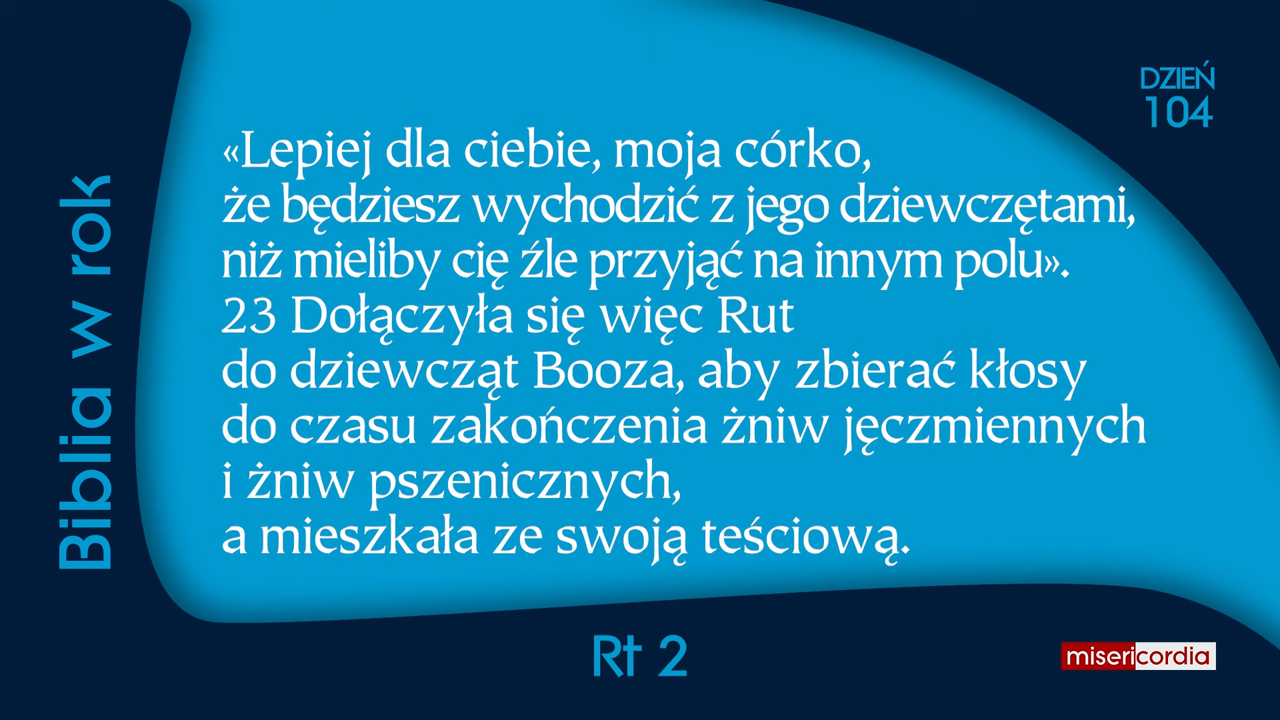 Biblia w rok
DZIEŃ
104
«Lepiej dla ciebie, moja córko,
że będziesz wychodzić z jego dziewczętami,
niż mieliby cię źle przyjąć na innym polu».
23 Dołączyła się więc Rut
do dziewcząt Booza, aby zbierać kłosy
do czasu zakończenia żniw jęczmiennych
i żniw pszenicznych,
a mieszkała ze swoją teściową.
Rt 2
misericordia